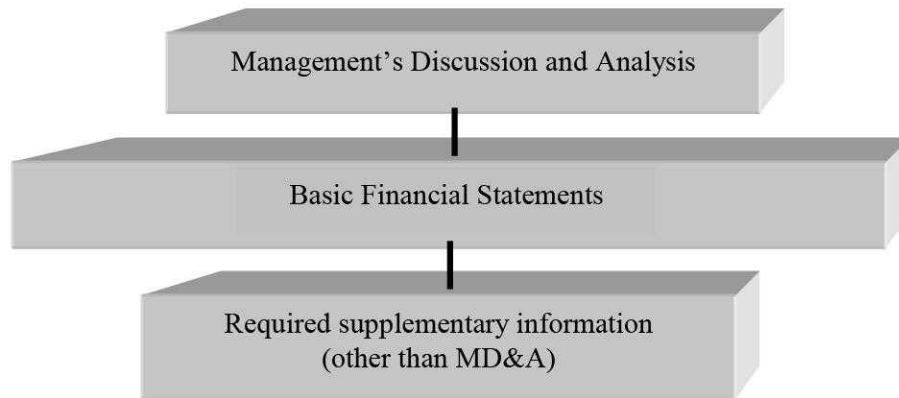 Management’s Discussion and Analysis
Basic Financial Statements
Required supplementary information
(other than MD&A)